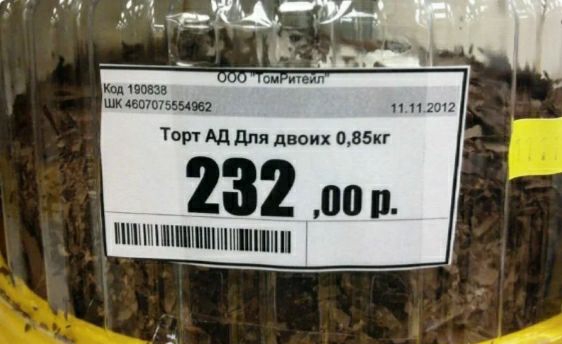 ООО "ТомРитейл"
Код 190838
ШК 4607075554962
11.11.2012
Торт АД Для двоих 0,85кг
232 ,00 р.